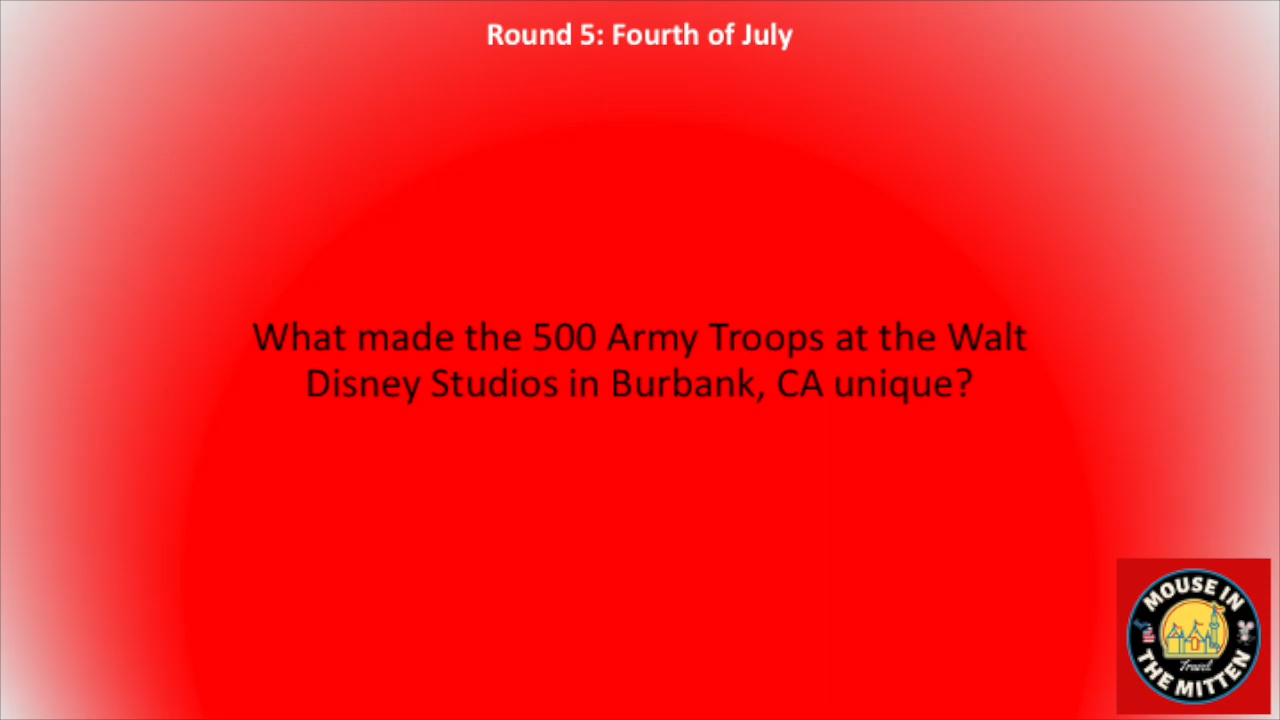 Round 5: Fourth of July
What made the 500 Army Troops at the Walt
Disney Studios in Burbank, CA unique?
MOUSE IN
Travel
THE MITTEN